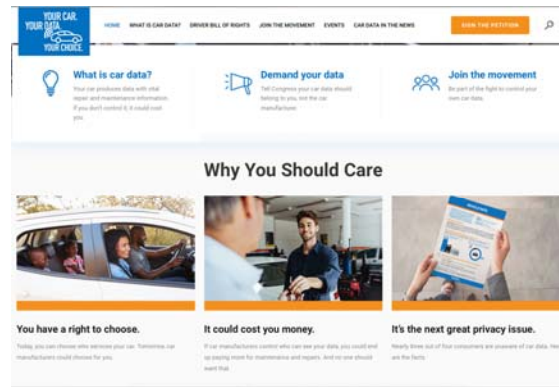 YOUR CAR.
YOUR DATA.
YOUR CHOICE.
HOME WHAT IS CAR DATA? DRIVER BILL OF RIGHTS JOIN THE MOVEMENT EVENTS CAR DATA IN THE NEWS SIGN THE PETITION
What is car data?
Your car produces data with vital
repair and maintenance information.
If you don't control it, it could cost
you.
Demand your data
Tell Congress your car data should
belong to you, not the car
manufacturer.
Join the movement
Be part of the fight to control your
own car data.
Why You Should Care
You have a right to choose.
Today, you can choose who services your car. Tomorrow, car
manufacturers could choose for you.
It could cost you money.
If car manufacturers control who can see your data, you could end
up paying more for maintenance and repairs. And no one should
want that.
It's the next great privacy issue.
Nearly three out of four consumers are unaware of car data.
are the facts.